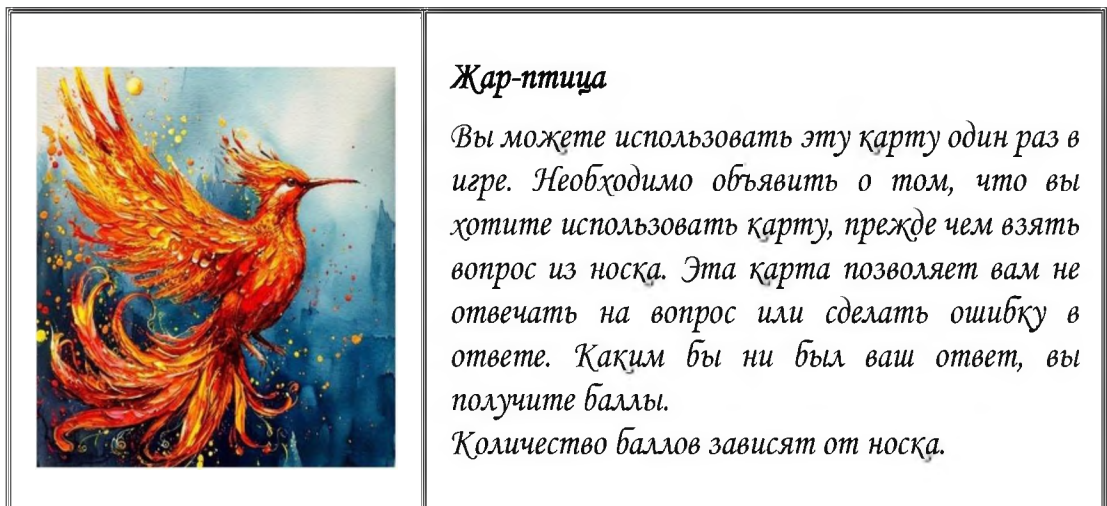 Жар-птица
Вы можете использовать эту карту один раз в
игре. Необходимо объявить о том, что вы
хотите использовать карту, прежде чем взять
вопрос из носка. Эта карта позволяет вам не
отвечать на вопрос или сделать ошибку в
ответе. Каким бы ни был ваш ответ, вы
получите баллы.
Количество баллов зависят от носка.